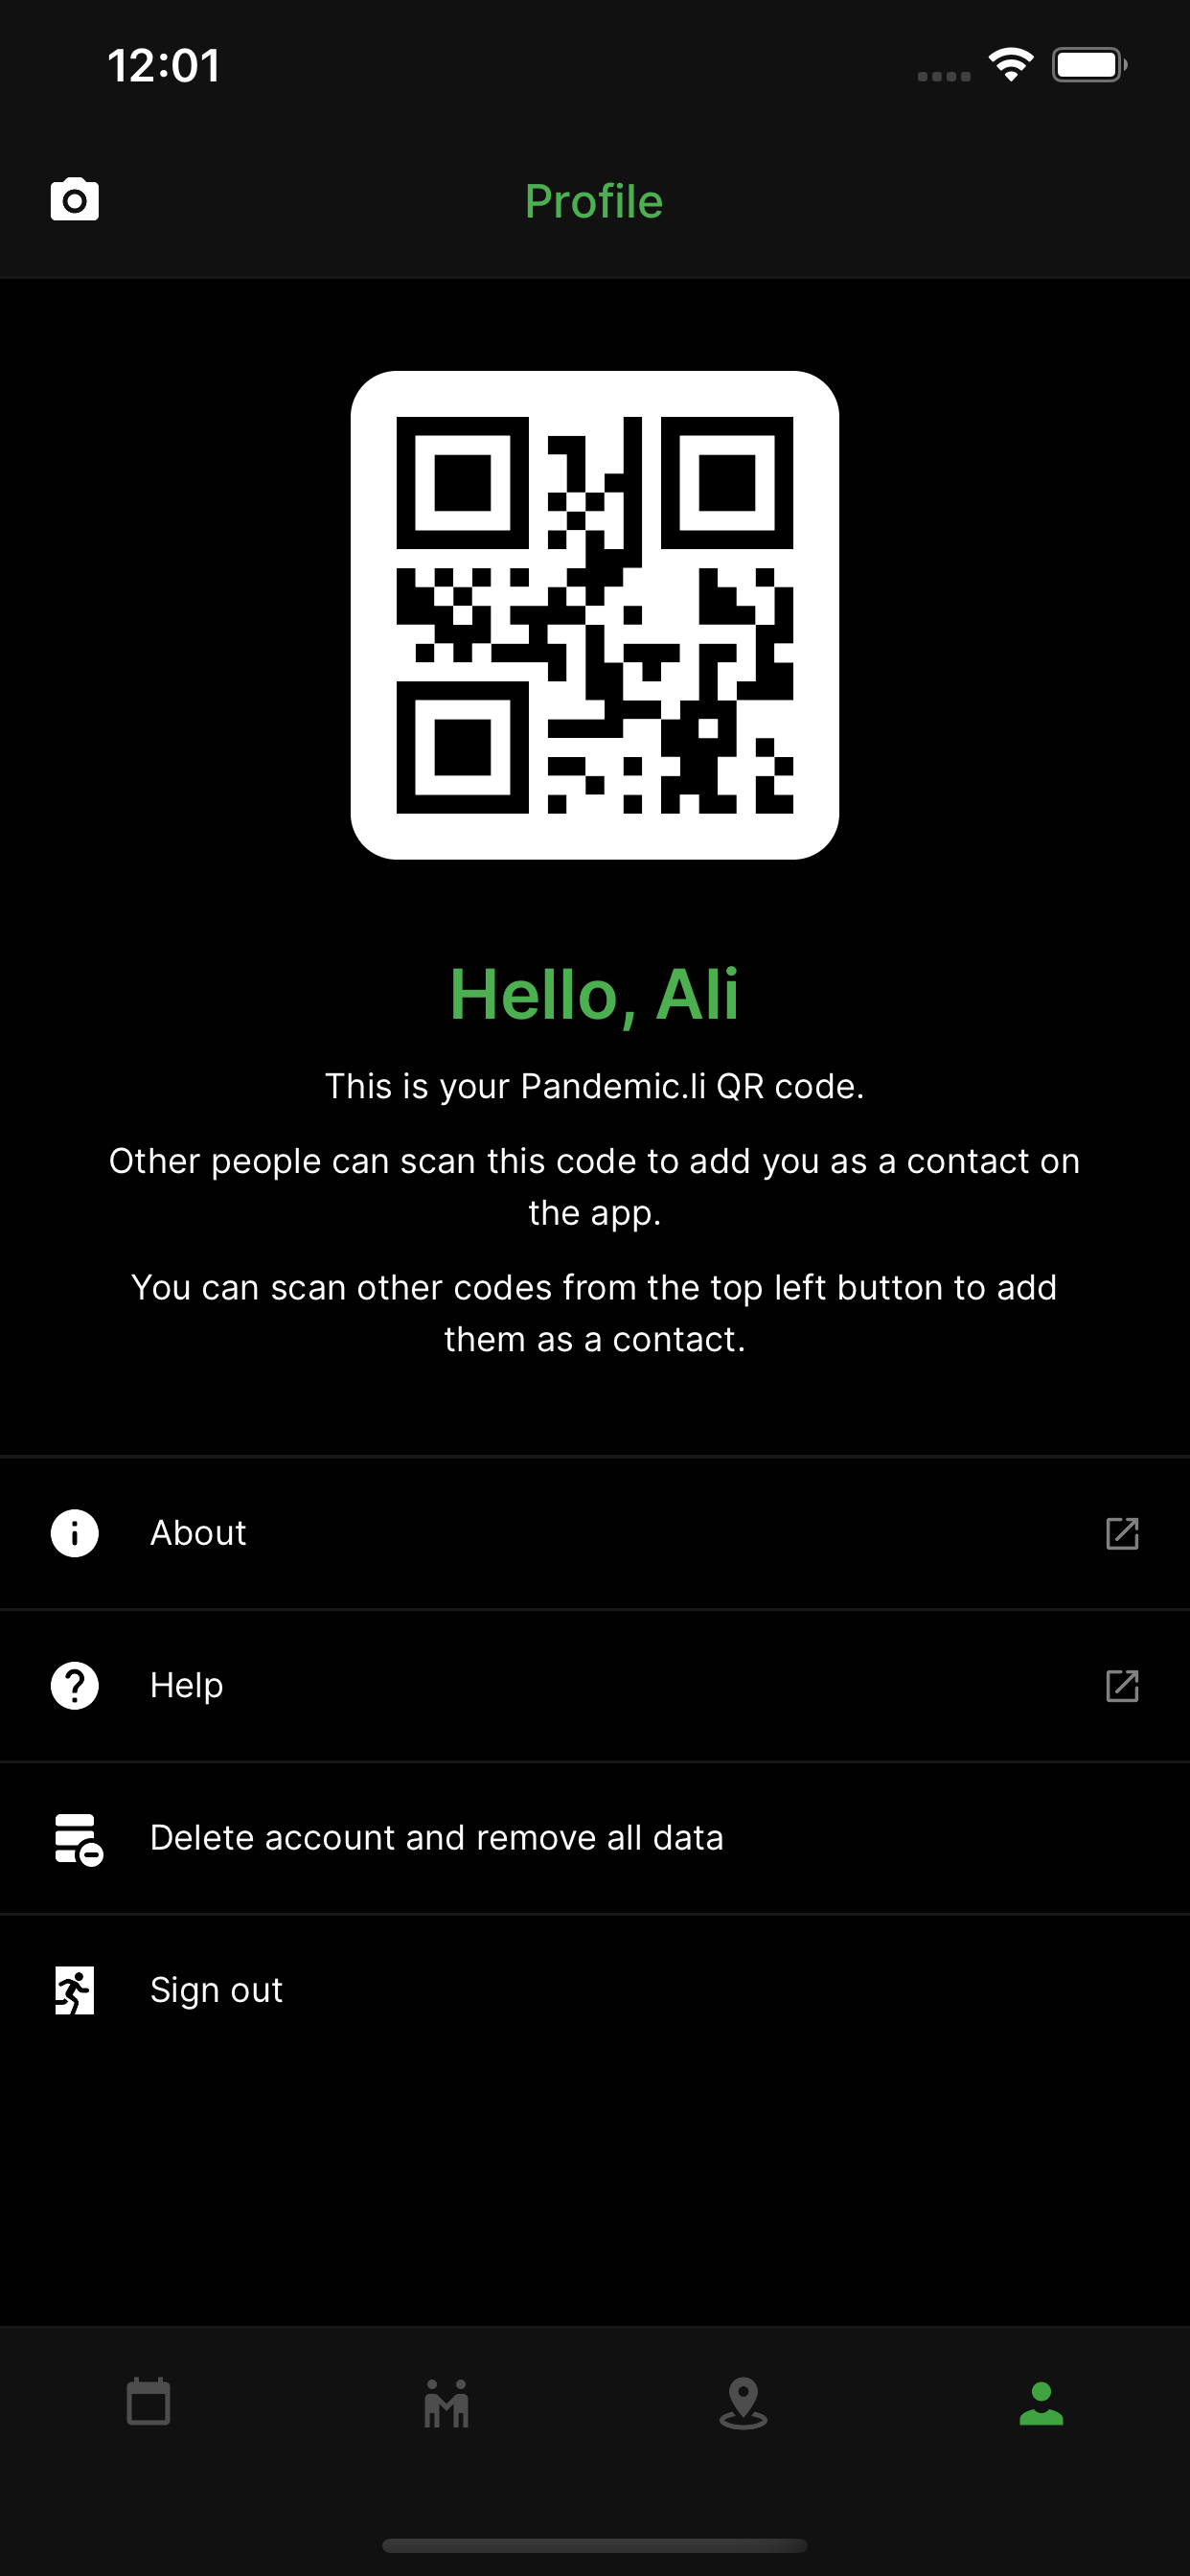 12:01
Profile
Hello, Ali
This is your Pandemic.li QR code.
Other people can scan this code to add you as a contact on
the app.
You can scan other codes from the top left button to add
them as a contact.
About
Help
Delete account and remove all data
Sign out